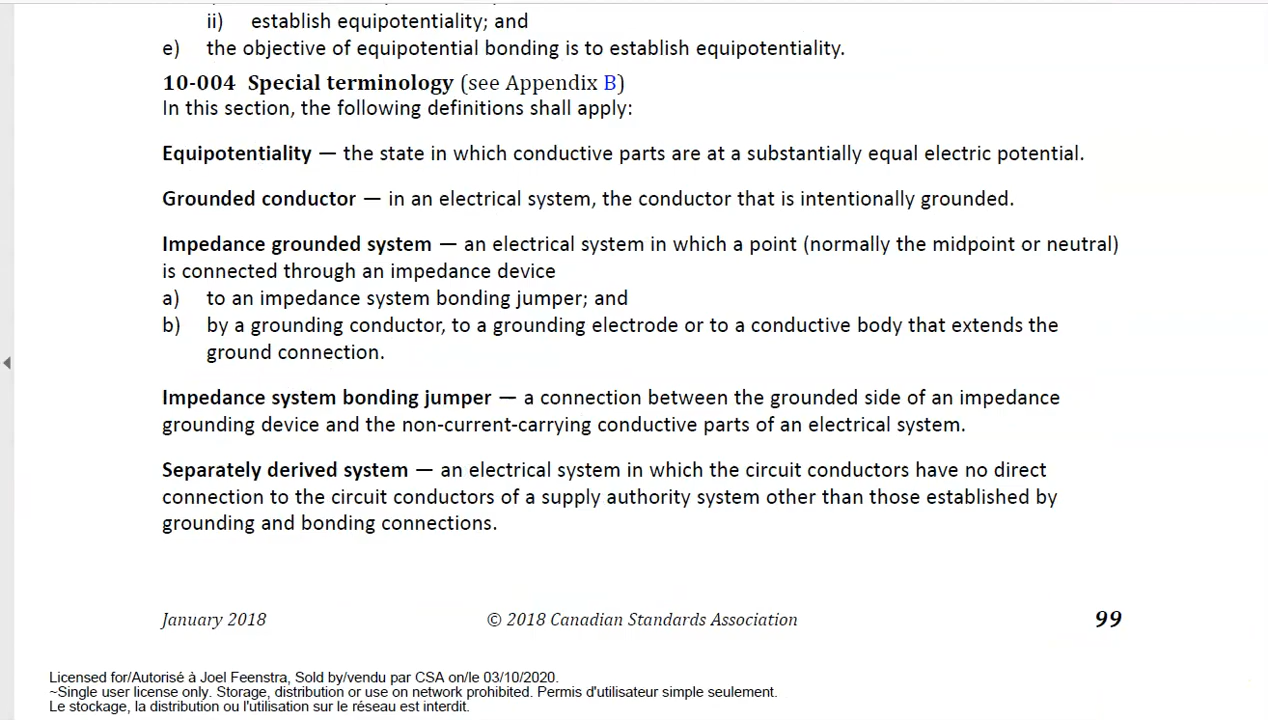 ii) establish equipotentiality; and
e) the objective of equipotential bonding is to establish equipotentiality.
10-004 Special terminology (see Appendix B)
In this section, the following definitions shall apply:
Equipotentiality — the state in which conductive parts are at a substantially equal electric potential.
Grounded conductor — in an electrical system, the conductor that is intentionally grounded.
Impedance grounded system — an electrical system in which a point (normally the midpoint or neutral)
is connected through an impedance device
a) to an impedance system bonding jumper; and
b) by a grounding conductor, to a grounding electrode or to a conductive body that extends the
ground connection.
Impedance system bonding jumper — a connection between the grounded side of an impedance
grounding device and the non-current-carrying conductive parts of an electrical system.
Separately derived system — an electrical system in which the circuit conductors have no direct
connection to the circuit conductors of a supply authority system other than those established by
grounding and bonding connections.
January 2018 © 2018 Canadian Standards Association 99
Licensed for/Autorisé à Joel Feenstra, Sold by/vendu par CSA on/le 03/10/2020.
~Single user license only. Storage, distribution or use on network prohibited. Permis d'utilisateur simple seulement.
Le stockage, la distribution ou l'utilisation sur le réseau est interdit.